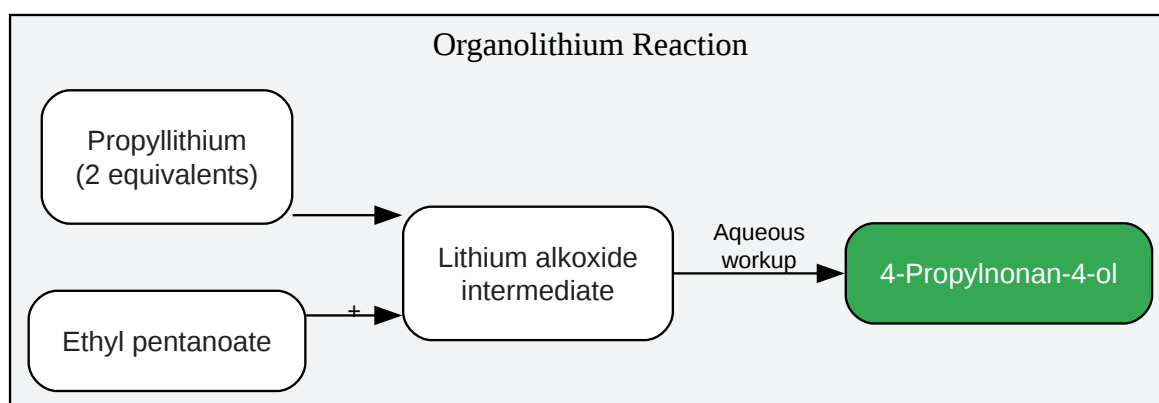 Organolithium Reaction
Propyllithium
(2 equivalents)
Ethyl pentanoate
+
Lithium alkoxide
intermediate
Aqueous
workup
4-Propylnonan-4-ol